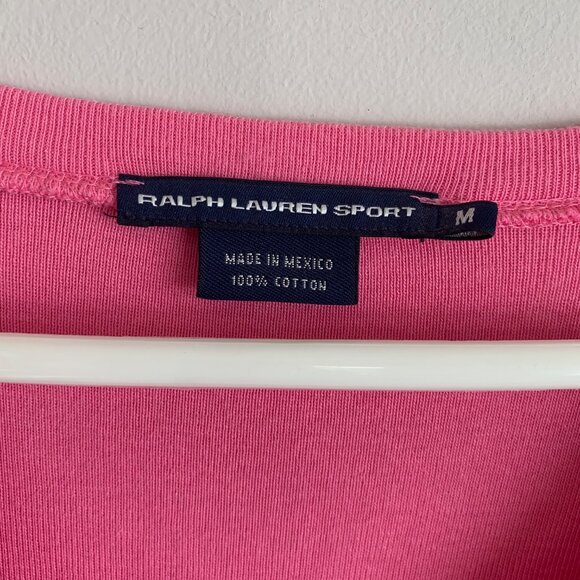 RALPH LAUREN SPORT
M
MADE IN MEXICO
100% COTTON